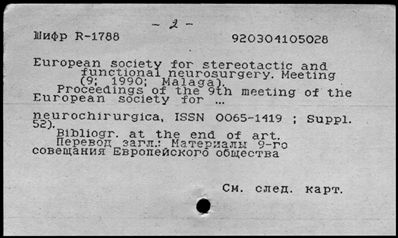 - 2 -
Шифр R-1788 920304105028
European society for stereotactic and
functional neurosurgery. Meeting
(9; 1990; Malaga).
Proceedings of the 9th meeting of the
European society for ...
neurochirurgica, ISSN 0065-1419 ; Suppl.
52).
Bibliogr. at the end of art.
Перевод загл.: Материалы 9-го
совещания Европейского общества
См. след. карт.